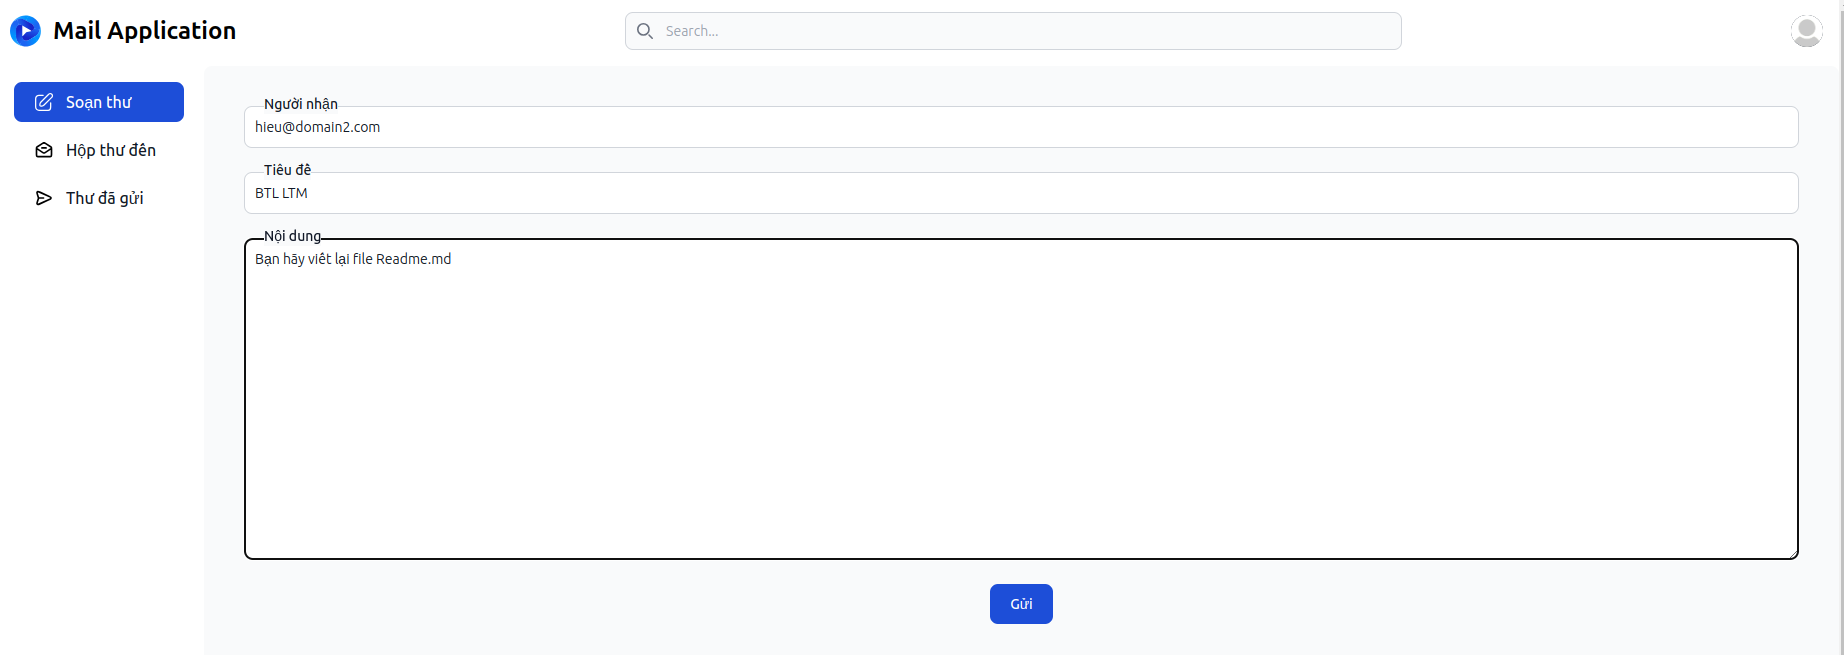 Mail Application
Search...
Soạn thư
Hộp thư đến
Thư đã gửi
Người nhận
hieu@domain2.com
Tiêu đề
BTL LTM
Nội dung
Bạn hãy viết lại file Readme.md
Gửi